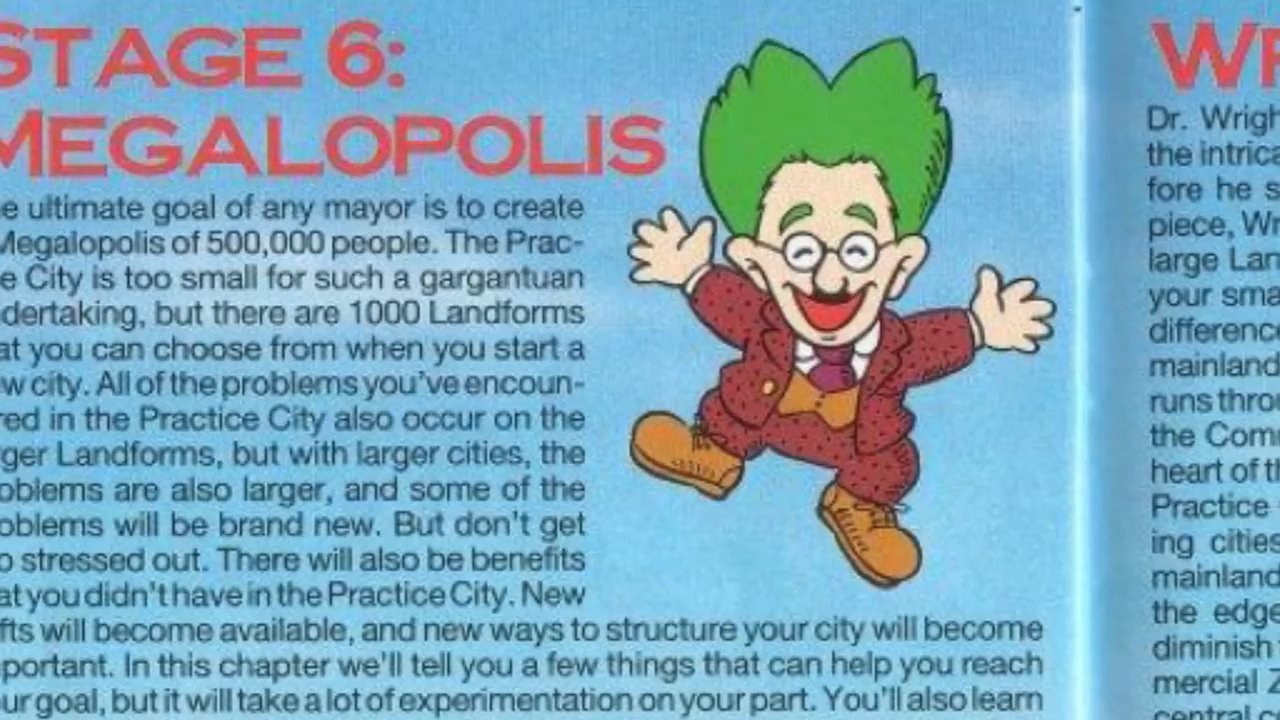 STAGE 6:
MEGALOPOLIS
e ultimate goal of any mayor is to create
Megalopolis of 500,000 people. The Prac-
e City is too small for such a gargantuan
dertaking, but there are 1000 Landforms
at you can choose from when you start a
w city. All of the problems you've encoun-
red in the Practice City also occur on the
ger Landforms, but with larger cities, the
oblems are also larger, and some of the
oblems will be brand new. But don't get
o stressed out. There will also be benefits
at you didn't have in the Practice City. New
fts will become available, and new ways to structure your city will become
portant. In this chapter we'll tell you a few things that can help you reach
ur goal, but it will take a lot of experimentation on your part. You'll also learn
WR
Dr. Wrigh
the intrica
fore he s
piece, Wr
large Lan
your sma
difference
mainland
runs throu
the Com
heart of th
Practice
ing cities
mainland
the edge
diminish
mercial Z
central c